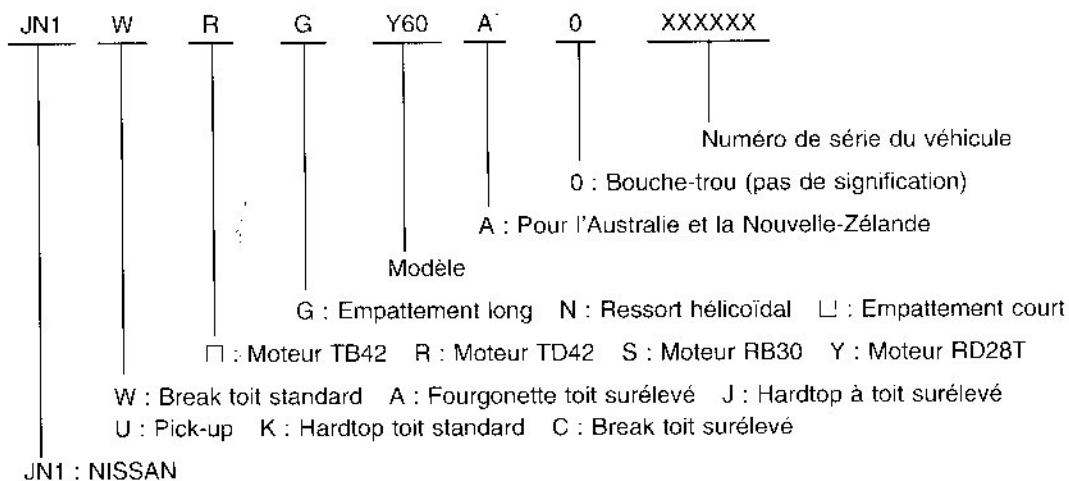 JN1 W R G Y60 A 0 XXXXXX
Numéro de série du véhicule
0 : Bouche-trou (pas de signification)
A : Pour l'Australie et la Nouvelle-Zélande
Modèle
G : Empattement long N : Ressort hélicoïdal ⊔ : Empattement court
⊓ : Moteur TB42 R : Moteur TD42 S : Moteur RB30 Y : Moteur RD28T
W : Break toit standard A : Fourgonette toit surélevé J : Hardtop à toit surélevé
U : Pick-up K : Hardtop toit standard C : Break toit surélevé
JN1 : NISSAN